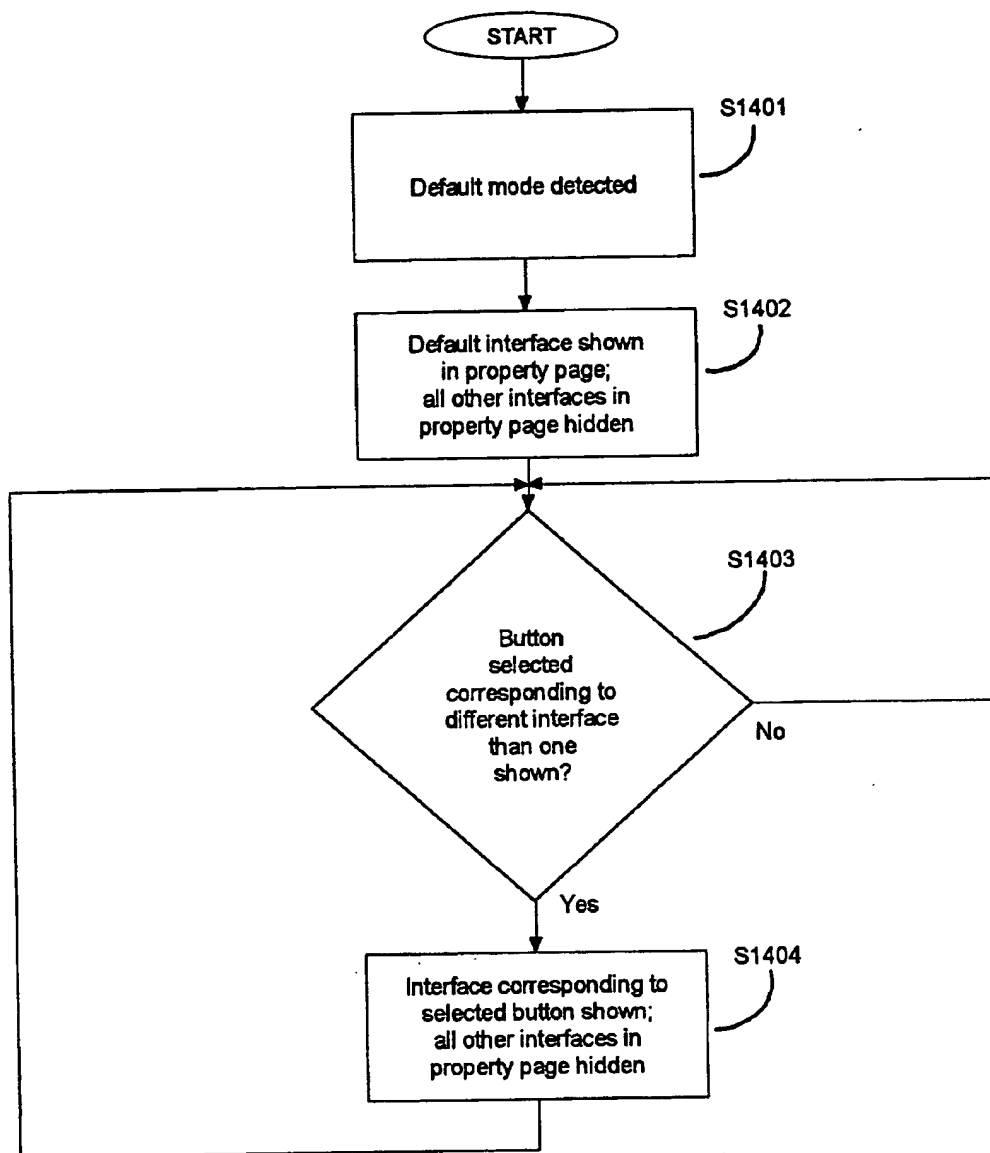 START
S1401
Default mode detected
S1402
Default interface shown
in property page;
all other interfaces in
property page hidden
S1403
Button
selected
corresponding to
different interface
than one
shown?
No
Yes
S1404
Interface corresponding to
selected button shown;
all other interfaces in
property page hidden